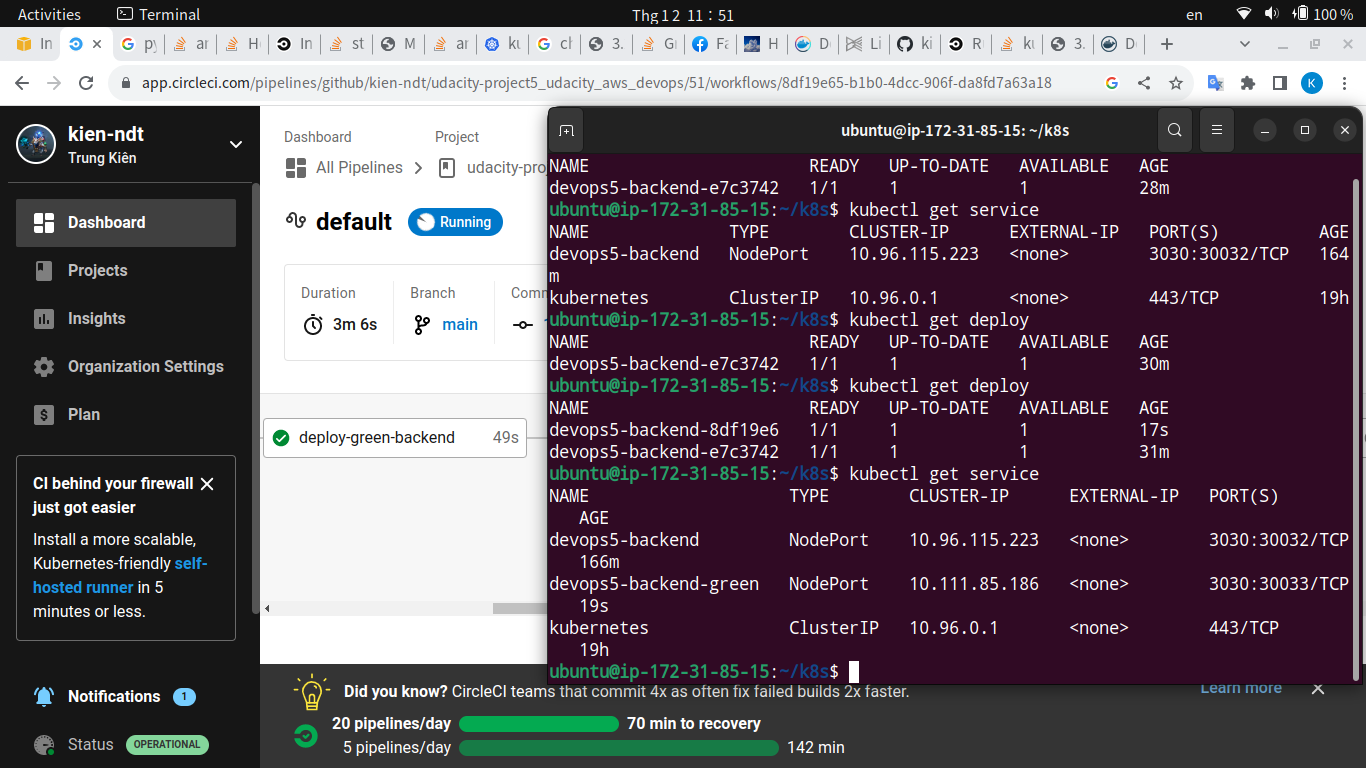 Activities
Terminal
Thg 1 2 11 : 51
en
100 %
In
py
ar
H
In
st
M
ar
ku
ch
3.
Gi
Fa
H
D
Li
ki
R
ku
3.
D
app.circleci.com/pipelines/github/kien-ndt/udacity-project5_udacity_aws_devops/51/workflows/8df19e65-b1b0-4dcc-906f-da8fd7a63a18
K
kien-ndt
Trung Kiên
Dashboard
Projects
Insights
Organization Settings
Plan
CI behind your firewall
just got easier
Install a more scalable,
Kubernetes-friendly self-
hosted runner in 5
minutes or less.
Notifications 1
Status OPERATIONAL
Dashboard Project
All Pipelines udacity-pro
default Running
Duration Branch Comm
3m 6s main
deploy-green-backend 49s
ubuntu@ip-172-31-85-15: ~/k8s
NAME READY UP-TO-DATE AVAILABLE AGE
devops5-backend-e7c3742 1/1 1 1 28m
ubuntu@ip-172-31-85-15:~/k8s$ kubectl get service
NAME TYPE CLUSTER-IP EXTERNAL-IP PORT(S) AGE
devops5-backend NodePort 10.96.115.223 <none> 3030:30032/TCP 164
m
kubernetes ClusterIP 10.96.0.1 <none> 443/TCP 19h
ubuntu@ip-172-31-85-15:~/k8s$ kubectl get deploy
NAME READY UP-TO-DATE AVAILABLE AGE
devops5-backend-e7c3742 1/1 1 1 30m
ubuntu@ip-172-31-85-15:~/k8s$ kubectl get deploy
NAME READY UP-TO-DATE AVAILABLE AGE
devops5-backend-8df19e6 1/1 1 1 17s
devops5-backend-e7c3742 1/1 1 1 31m
ubuntu@ip-172-31-85-15:~/k8s$ kubectl get service
NAME TYPE CLUSTER-IP EXTERNAL-IP PORT(S)
AGE
devops5-backend NodePort 10.96.115.223 <none> 3030:30032/TCP
166m
devops5-backend-green NodePort 10.111.85.186 <none> 3030:30033/TCP
19s
kubernetes ClusterIP 10.96.0.1 <none> 443/TCP
19h
ubuntu@ip-172-31-85-15:~/k8s$
Did you know? CircleCI teams that commit 4x as often fix failed builds 2x faster.
Learn more
20 pipelines/day 70 min to recovery
5 pipelines/day 142 min